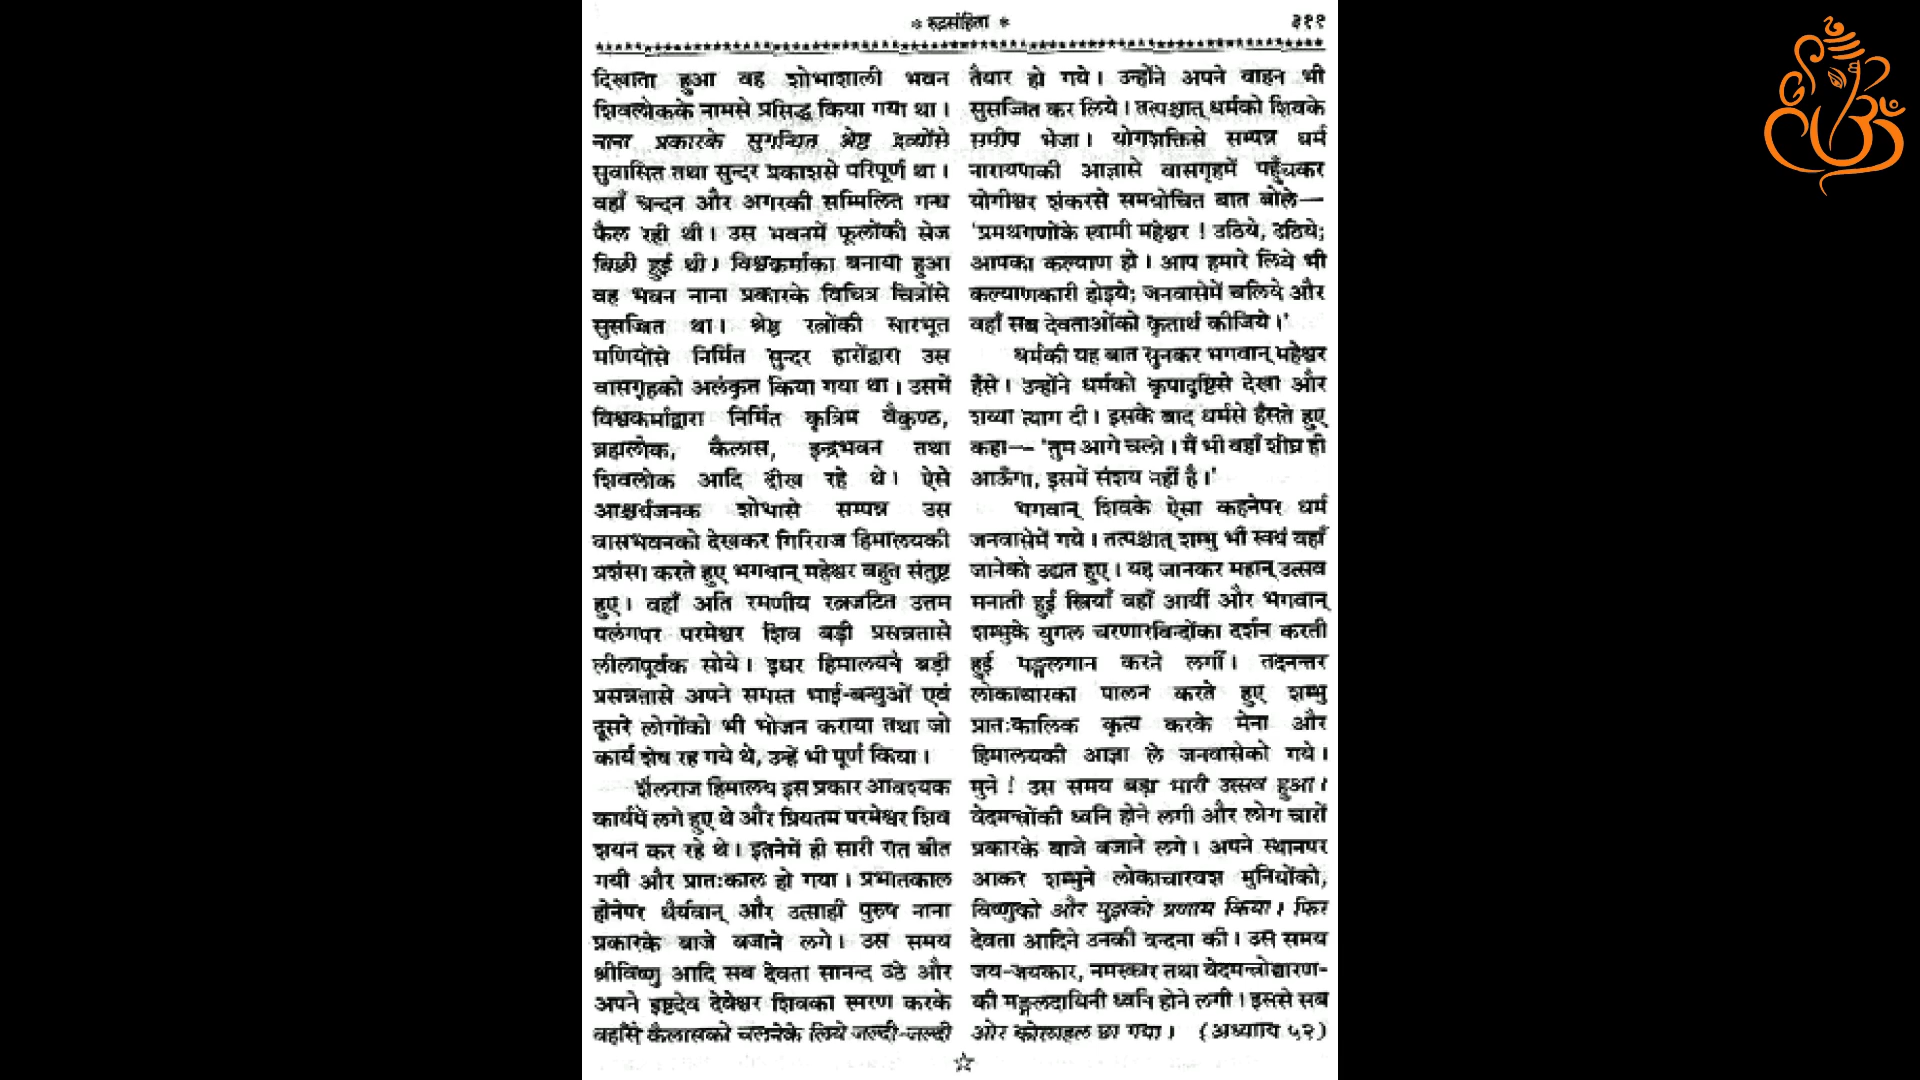 * रुद्रसंहिता *
३११
दिखाता हुआ वह शोभाशाली भवन
शिवलोकके नामसे प्रसिद्ध किया गया था।
नाना प्रकारके सुगन्धित श्रेष्ठ द्रव्योंसे
सुवासित तथा सुन्दर प्रकाशसे परिपूर्ण था।
वहाँ चन्दन और अगरकी सम्मिलित गन्ध
फैल रही थी। उस भवनमें फूलोंकी सेज
बिछी हुई थी। विश्वकर्माका बनाया हुआ
वह भवन नाना प्रकारके विचित्र चित्रोंसे
सुसज्जित था। श्रेष्ठ रत्नोंकी सारभूत
मणियोंसे निर्मित सुन्दर हारोंद्वारा उस
वासगृहको अलंकृत किया गया था। उसमें
विश्वकर्माद्वारा निर्मित कृत्रिम वैकुण्ठ,
ब्रह्मलोक, कैलास, इन्द्रभवन तथा
शिवलोक आदि दीख रहे थे। ऐसे
आश्चर्यजनक शोभासे सम्पन्न उस
वासभवनको देखकर गिरिराज हिमालयकी
प्रशंसा करते हुए भगवान् महेश्वर बहुत संतुष्ट
हुए। वहाँ अति रमणीय रत्नजटित उत्तम
पलंगपर परमेश्वर शिव बड़ी प्रसन्नतासे
लीलापूर्वक सोये। इधर हिमालयने बड़ी
प्रसन्नतासे अपने समस्त भाई-बन्धुओं एवं
दूसरे लोगोंको भी भोजन कराया तथा जो
कार्य शेष रह गये थे, उन्हें भी पूर्ण किया।
शैलराज हिमालय इस प्रकार आवश्यक
कार्यमें लगे हुए थे और प्रियतम परमेश्वर शिव
शयन कर रहे थे। इतनेमें ही सारी रात बीत
गयी और प्रातःकाल हो गया। प्रभातकाल
होनेपर धैर्यवान् और उत्साही पुरुष नाना
प्रकारके बाजे बजाने लगे। उस समय
श्रीविष्णु आदि सब देवता सानन्द उठे और
अपने इष्टदेव देवेश्वर शिवका स्मरण करके
वहाँसे कैलासको चलनेके लिये जल्दी-जल्दी
तैयार हो गये। उन्होंने अपने वाहन भी
सुसज्जित कर लिये। तत्पश्चात् धर्मको शिवके
समीप भेजा। योगशक्तिसे सम्पन्न धर्म
नारायणकी आज्ञासे वासगृहमें पहुँचकर
योगीश्वर शंकरसे समयोचित बात बोले—
'प्रमथगणोंके स्वामी महेश्वर ! उठिये, उठिये;
आपका कल्याण हो। आप हमारे लिये भी
कल्याणकारी होइये; जनवासेमें चलिये और
वहाँ सब देवताओंको कृतार्थ कीजिये।'
धर्मकी यह बात सुनकर भगवान् महेश्वर
हँसे। उन्होंने धर्मको कृपादृष्टिसे देखा और
शय्या त्याग दी। इसके बाद धर्मसे हँसते हुए
कहा—'तुम आगे चलो। मैं भी वहाँ शीघ्र ही
आऊँगा, इसमें संशय नहीं है।'
भगवान् शिवके ऐसा कहनेपर धर्म
जनवासेमें गये। तत्पश्चात् शम्भु भी स्वयं वहाँ
जानेको उद्यत हुए। यह जानकर महान् उत्सव
मनाती हुई स्त्रियाँ वहाँ आयीं और भगवान्
शम्भुके युगल चरणारविन्दोंका दर्शन करती
हुई मङ्गलगान करने लगीं। तदनन्तर
लोकाचारका पालन करते हुए शम्भु
प्रातःकालिक कृत्य करके मेना और
हिमालयकी आज्ञा ले जनवासेको गये।
मुने ! उस समय बड़ा भारी उत्सव हुआ।
वेदमन्त्रोंकी ध्वनि होने लगी और लोग चारों
प्रकारके बाजे बजाने लगे। अपने स्थानपर
आकर शम्भुने लोकाचारवश मुनियोंको,
विष्णुको और मुझको प्रणाम किया। फिर
देवता आदिने उनकी वन्दना की। उस समय
जय-जयकार, नमस्कार तथा वेदमन्त्रोच्चारण-
की मङ्गलदायिनी ध्वनि होने लगी। इससे सब
ओर कोलाहल छा गया। (अध्याय ५२)